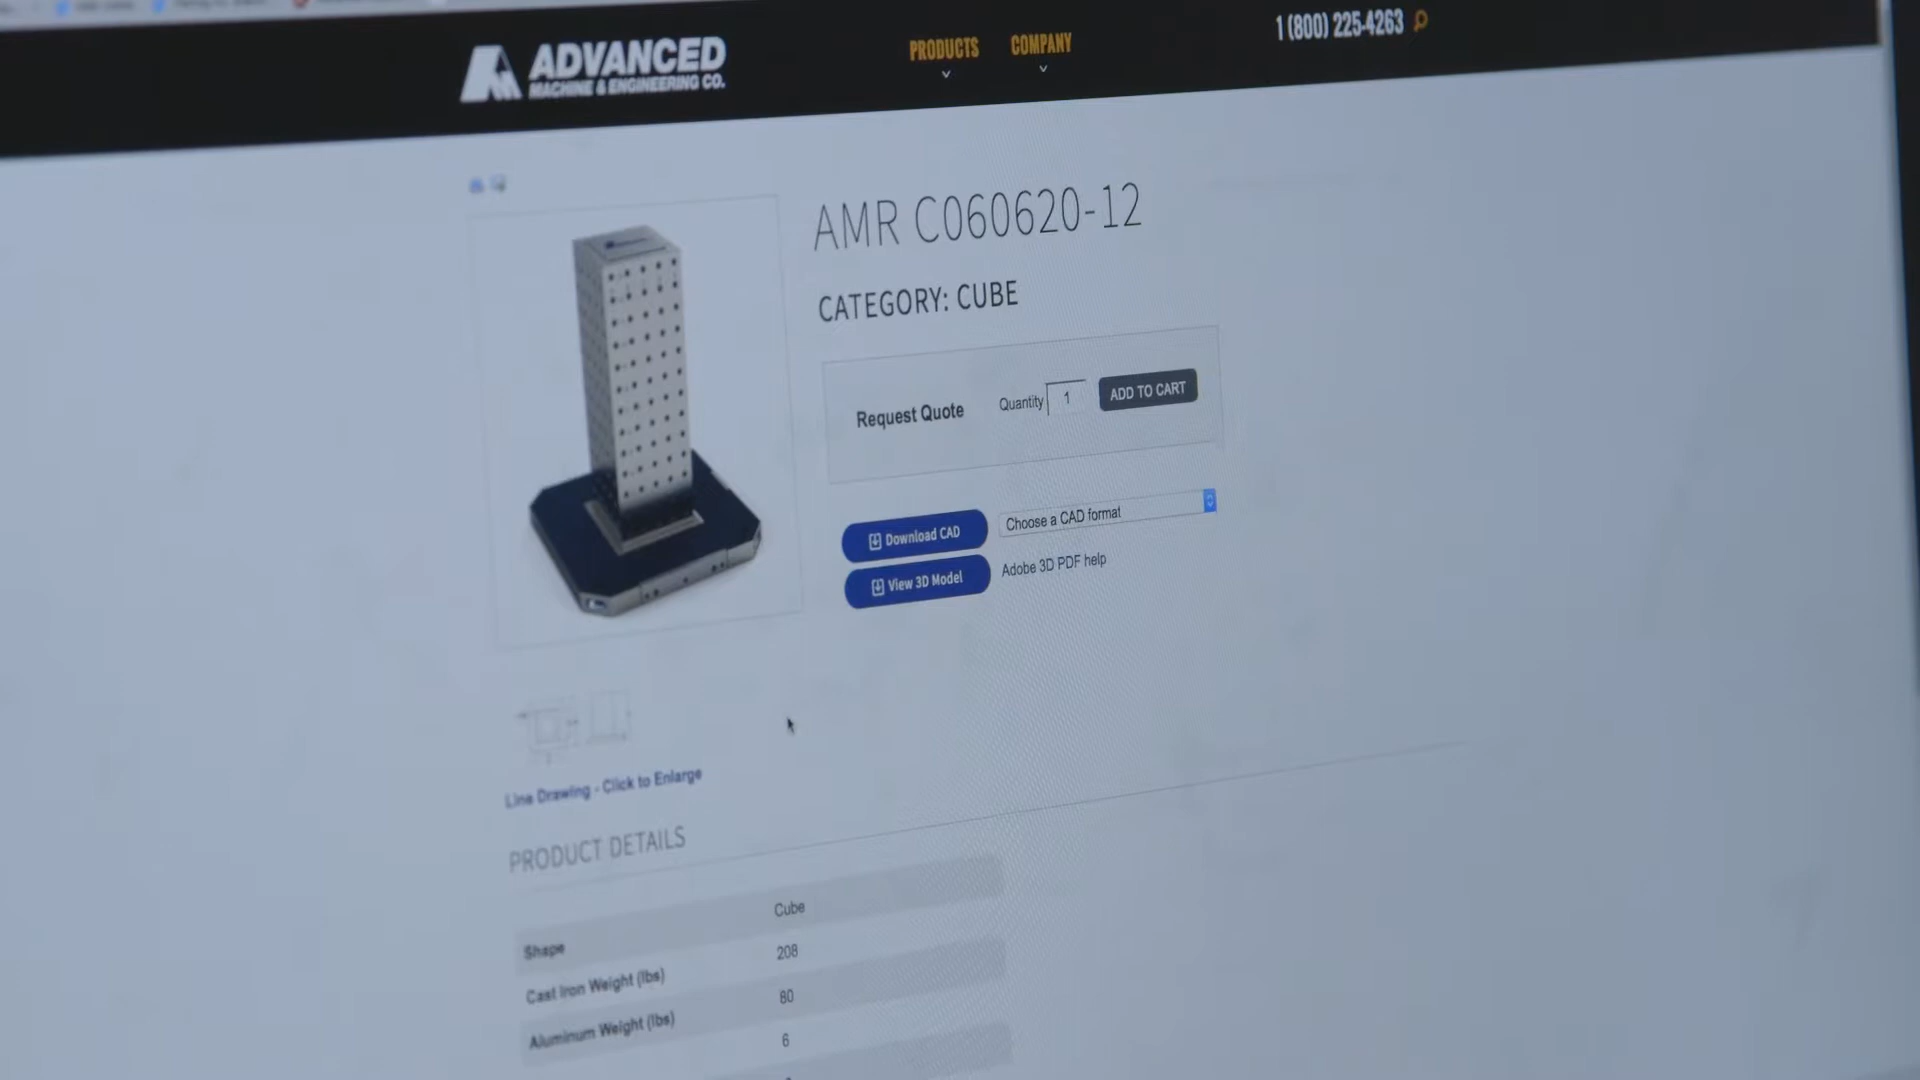 ADVANCED
MACHINE & ENGINEERING CO.
PRODUCTS
COMPANY
1 (800) 225-4263
AMR C060620-12
CATEGORY: CUBE
Request Quote
Quantity
1
ADD TO CART
Download CAD
Choose a CAD format
View 3D Model
Adobe 3D PDF help
Line Drawing - Click to Enlarge
PRODUCT DETAILS
Shape
Cube
Cast Iron Weight (lbs)
208
Aluminum Weight (lbs)
80
6